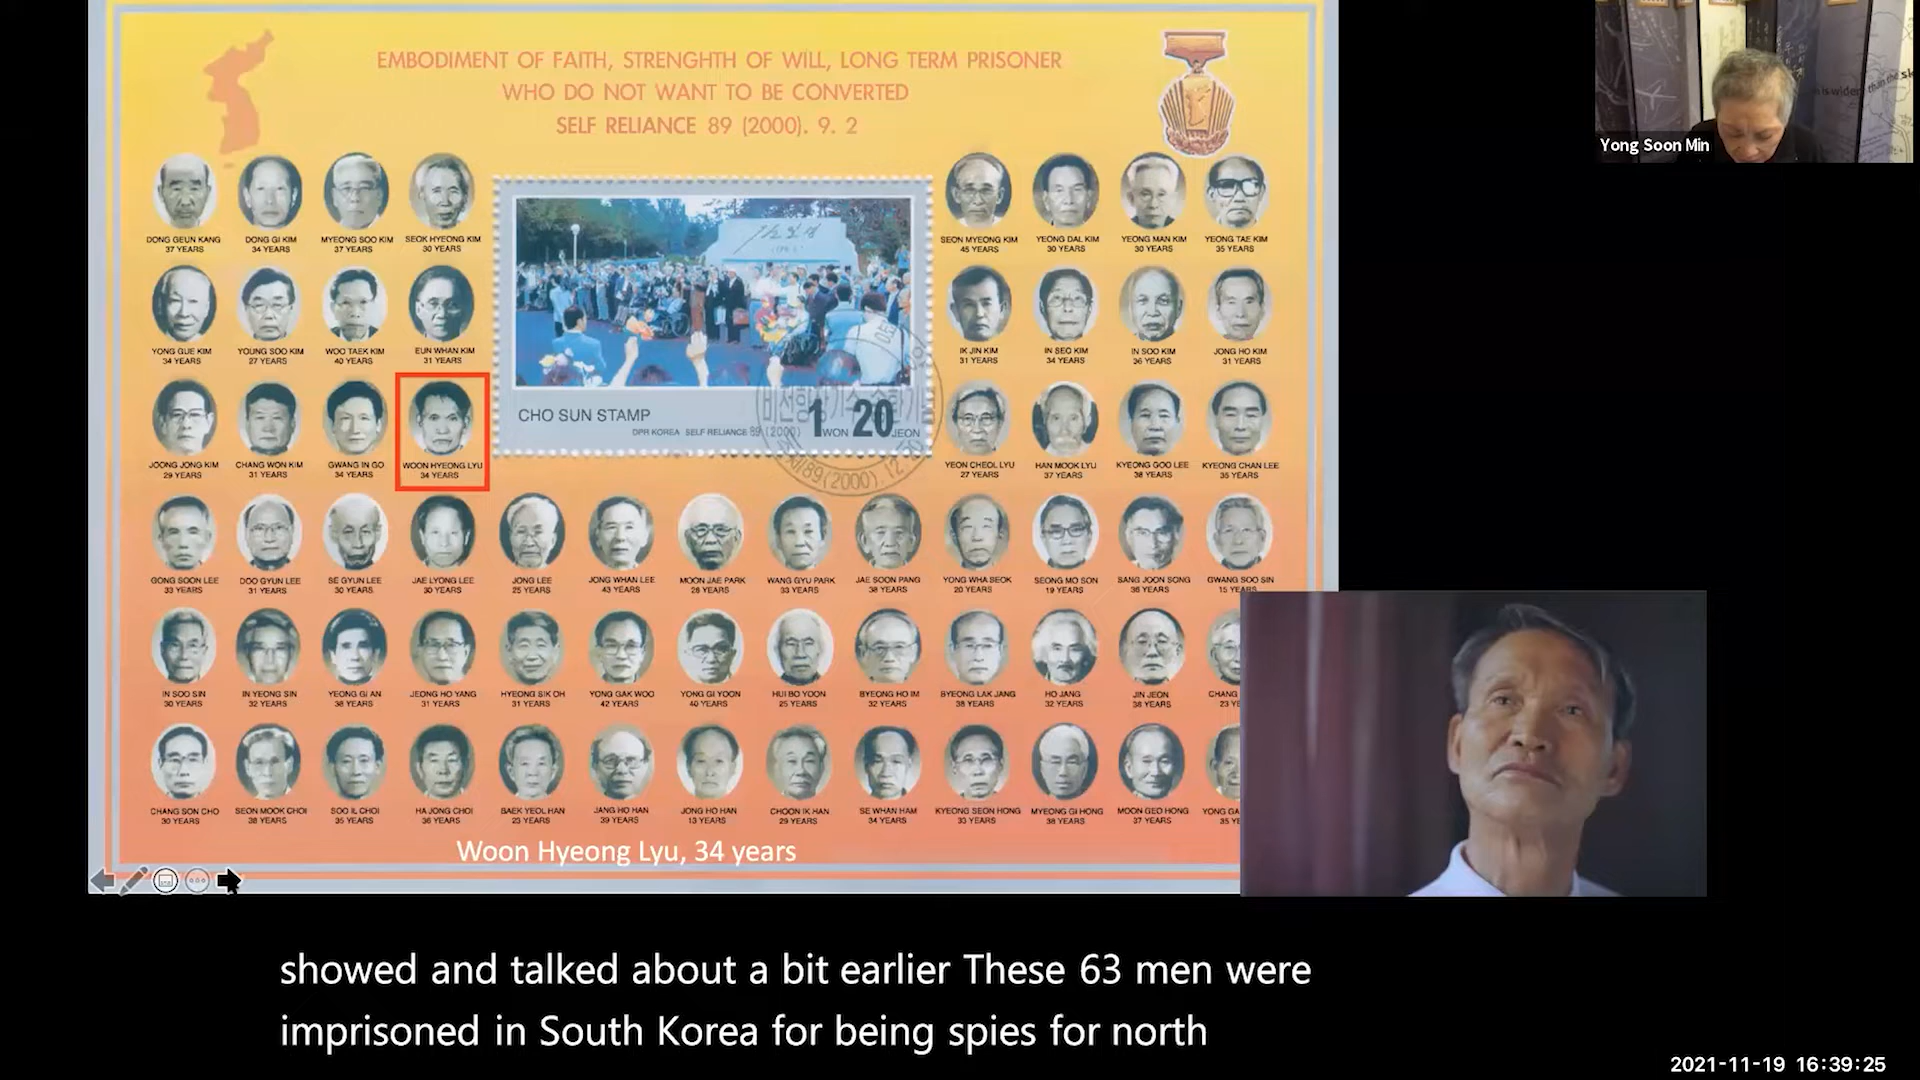 EMBODIMENT OF FAITH, STRENGHTH OF WILL, LONG TERM PRISONER
WHO DO NOT WANT TO BE CONVERTED
SELF RELIANCE 89 (2000). 9. 2
DONG GEUN KANG
37 YEARS
DONG GI KIM
34 YEARS
MYEONG SOO KIM
37 YEARS
SEOK HYEONG KIM
30 YEARS
SEON MYEONG KIM
45 YEARS
YEONG DAL KIM
30 YEARS
YEONG MAN KIM
30 YEARS
YEONG TAE KIM
35 YEARS
YONG GUE KIM
34 YEARS
YOUNG SOO KIM
27 YEARS
WOO TAEK KIM
40 YEARS
EUN WHAN KIM
31 YEARS
IK JIN KIM
31 YEARS
IN SEO KIM
34 YEARS
IN SOO KIM
36 YEARS
JONG HO KIM
31 YEARS
JOONG JONG KIM
29 YEARS
CHANG WON KIM
31 YEARS
GWANG IN GO
34 YEARS
WOON HYEONG LYU
34 YEARS
CHO SUN STAMP
DPR KOREA SELF RELIANCE 89 (2000)
1 WON 20 JEON
YEON CHEOL LYU
27 YEARS
HAN MOOK LYU
37 YEARS
KYEONG GOO LEE
38 YEARS
KYEONG CHAN LEE
35 YEARS
GONG SOON LEE
33 YEARS
DOO GYUN LEE
31 YEARS
SE GYUN LEE
30 YEARS
JAE LYONG LEE
30 YEARS
JONG LEE
25 YEARS
JONG WHAN LEE
43 YEARS
MOON JAE PARK
28 YEARS
WANG GYU PARK
33 YEARS
JAE SOON PANG
38 YEARS
YONG WHA SEOK
20 YEARS
SEONG MO SON
19 YEARS
SANG JOON SONG
36 YEARS
GWANG SOO SIN
15 YEARS
IN SOO SIN
30 YEARS
IN YEONG SIN
32 YEARS
YEONG GI AN
38 YEARS
JEONG HO YANG
31 YEARS
HYEONG SIK OH
31 YEARS
YONG GAK WOO
42 YEARS
YONG GI YOON
40 YEARS
HUI BO YOON
25 YEARS
BYEONG HO IM
32 YEARS
BYEONG LAK JANG
38 YEARS
HO JANG
32 YEARS
JIN JEON
38 YEARS
CHANG
23 Y
CHANG SON CHO
30 YEARS
SEON MOOK CHOI
38 YEARS
SOO IL CHOI
35 YEARS
HA JONG CHOI
36 YEARS
BAEK YEOL HAN
23 YEARS
JANG HO HAN
39 YEARS
JONG HO HAN
13 YEARS
CHOON IK HAN
29 YEARS
SE WHAN HAM
34 YEARS
KYEONG SEON HONG
33 YEARS
MYEONG GI HONG
38 YEARS
MOON GEO HONG
37 YEARS
YONG GA
35 Y
Woon Hyeong Lyu, 34 years
Yong Soon Min
showed and talked about a bit earlier These 63 men were
imprisoned in South Korea for being spies for north
2021-11-19 16:39:25